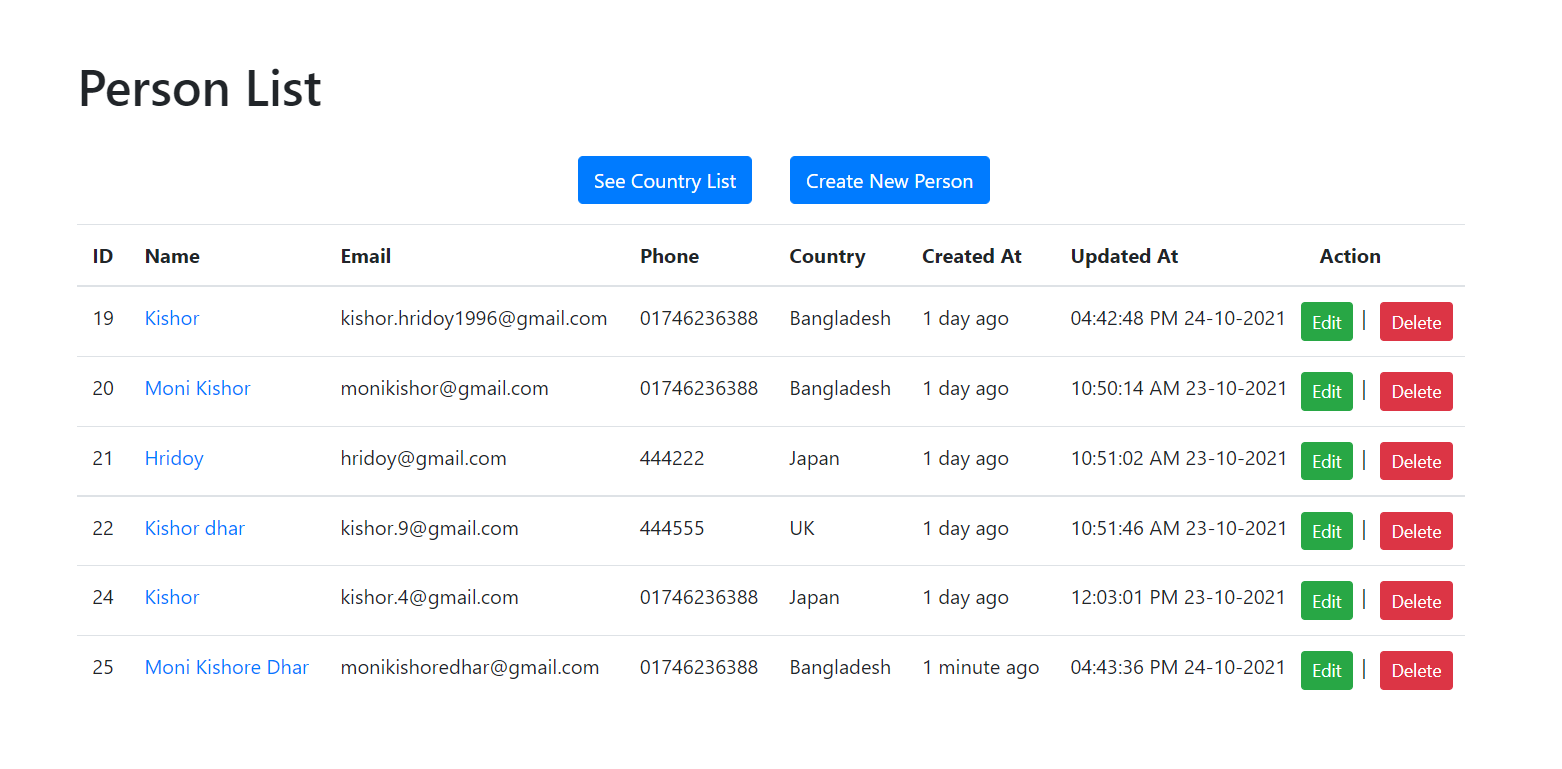 Person List
See Country List Create New Person
ID Name Email Phone Country Created At Updated At Action
19 Kishor kishor.hridoy1996@gmail.com 01746236388 Bangladesh 1 day ago 04:42:48 PM 24-10-2021 Edit | Delete
20 Moni Kishor monikishor@gmail.com 01746236388 Bangladesh 1 day ago 10:50:14 AM 23-10-2021 Edit | Delete
21 Hridoy hridoy@gmail.com 444222 Japan 1 day ago 10:51:02 AM 23-10-2021 Edit | Delete
22 Kishor dhar kishor.9@gmail.com 444555 UK 1 day ago 10:51:46 AM 23-10-2021 Edit | Delete
24 Kishor kishor.4@gmail.com 01746236388 Japan 1 day ago 12:03:01 PM 23-10-2021 Edit | Delete
25 Moni Kishore Dhar monikishoredhar@gmail.com 01746236388 Bangladesh 1 minute ago 04:43:36 PM 24-10-2021 Edit | Delete